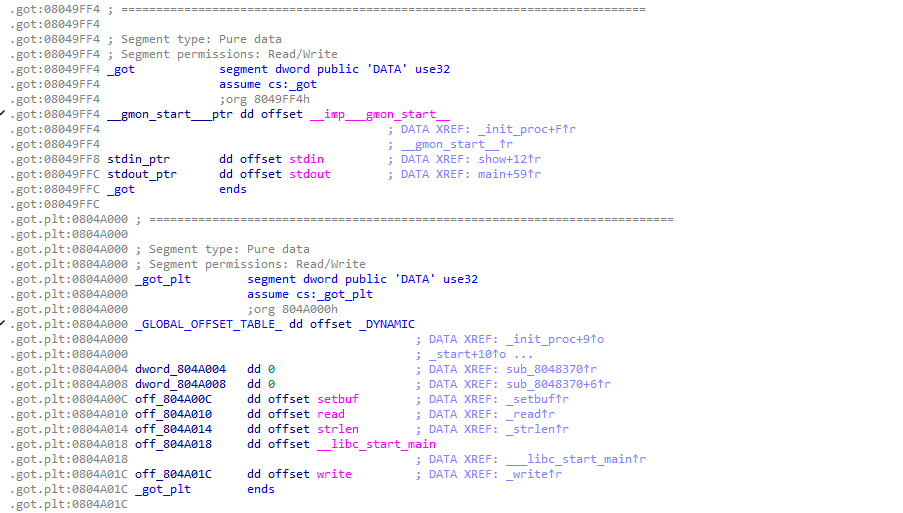 .got:08049FF4 ; ===========================================================================
.got:08049FF4
.got:08049FF4 ; Segment type: Pure data
.got:08049FF4 ; Segment permissions: Read/Write
.got:08049FF4 _got            segment dword public 'DATA' use32
.got:08049FF4                 assume cs:_got
.got:08049FF4                 ;org 8049FF4h
.got:08049FF4 __gmon_start___ptr dd offset __imp___gmon_start__
.got:08049FF4                                         ; DATA XREF: _init_proc+F↑r
.got:08049FF4                                         ; __gmon_start__↑r
.got:08049FF8 stdin_ptr       dd offset stdin         ; DATA XREF: show+12↑r
.got:08049FFC stdout_ptr      dd offset stdout        ; DATA XREF: main+59↑r
.got:08049FFC _got            ends
.got:08049FFC
.got.plt:0804A000 ; ===========================================================================
.got.plt:0804A000
.got.plt:0804A000 ; Segment type: Pure data
.got.plt:0804A000 ; Segment permissions: Read/Write
.got.plt:0804A000 _got_plt        segment dword public 'DATA' use32
.got.plt:0804A000                 assume cs:_got_plt
.got.plt:0804A000                 ;org 804A000h
.got.plt:0804A000 _GLOBAL_OFFSET_TABLE_ dd offset _DYNAMIC
.got.plt:0804A000                                         ; DATA XREF: _init_proc+9↑o
.got.plt:0804A000                                         ; _start+10↑o ...
.got.plt:0804A004 dword_804A004   dd 0                    ; DATA XREF: sub_8048370↑r
.got.plt:0804A008 dword_804A008   dd 0                    ; DATA XREF: sub_8048370+6↑r
.got.plt:0804A00C off_804A00C     dd offset setbuf        ; DATA XREF: _setbuf↑r
.got.plt:0804A010 off_804A010     dd offset read          ; DATA XREF: _read↑r
.got.plt:0804A014 off_804A014     dd offset strlen        ; DATA XREF: _strlen↑r
.got.plt:0804A018 off_804A018     dd offset __libc_start_main
.got.plt:0804A018                                         ; DATA XREF: ___libc_start_main↑r
.got.plt:0804A01C off_804A01C     dd offset write         ; DATA XREF: _write↑r
.got.plt:0804A01C _got_plt        ends
.got.plt:0804A01C